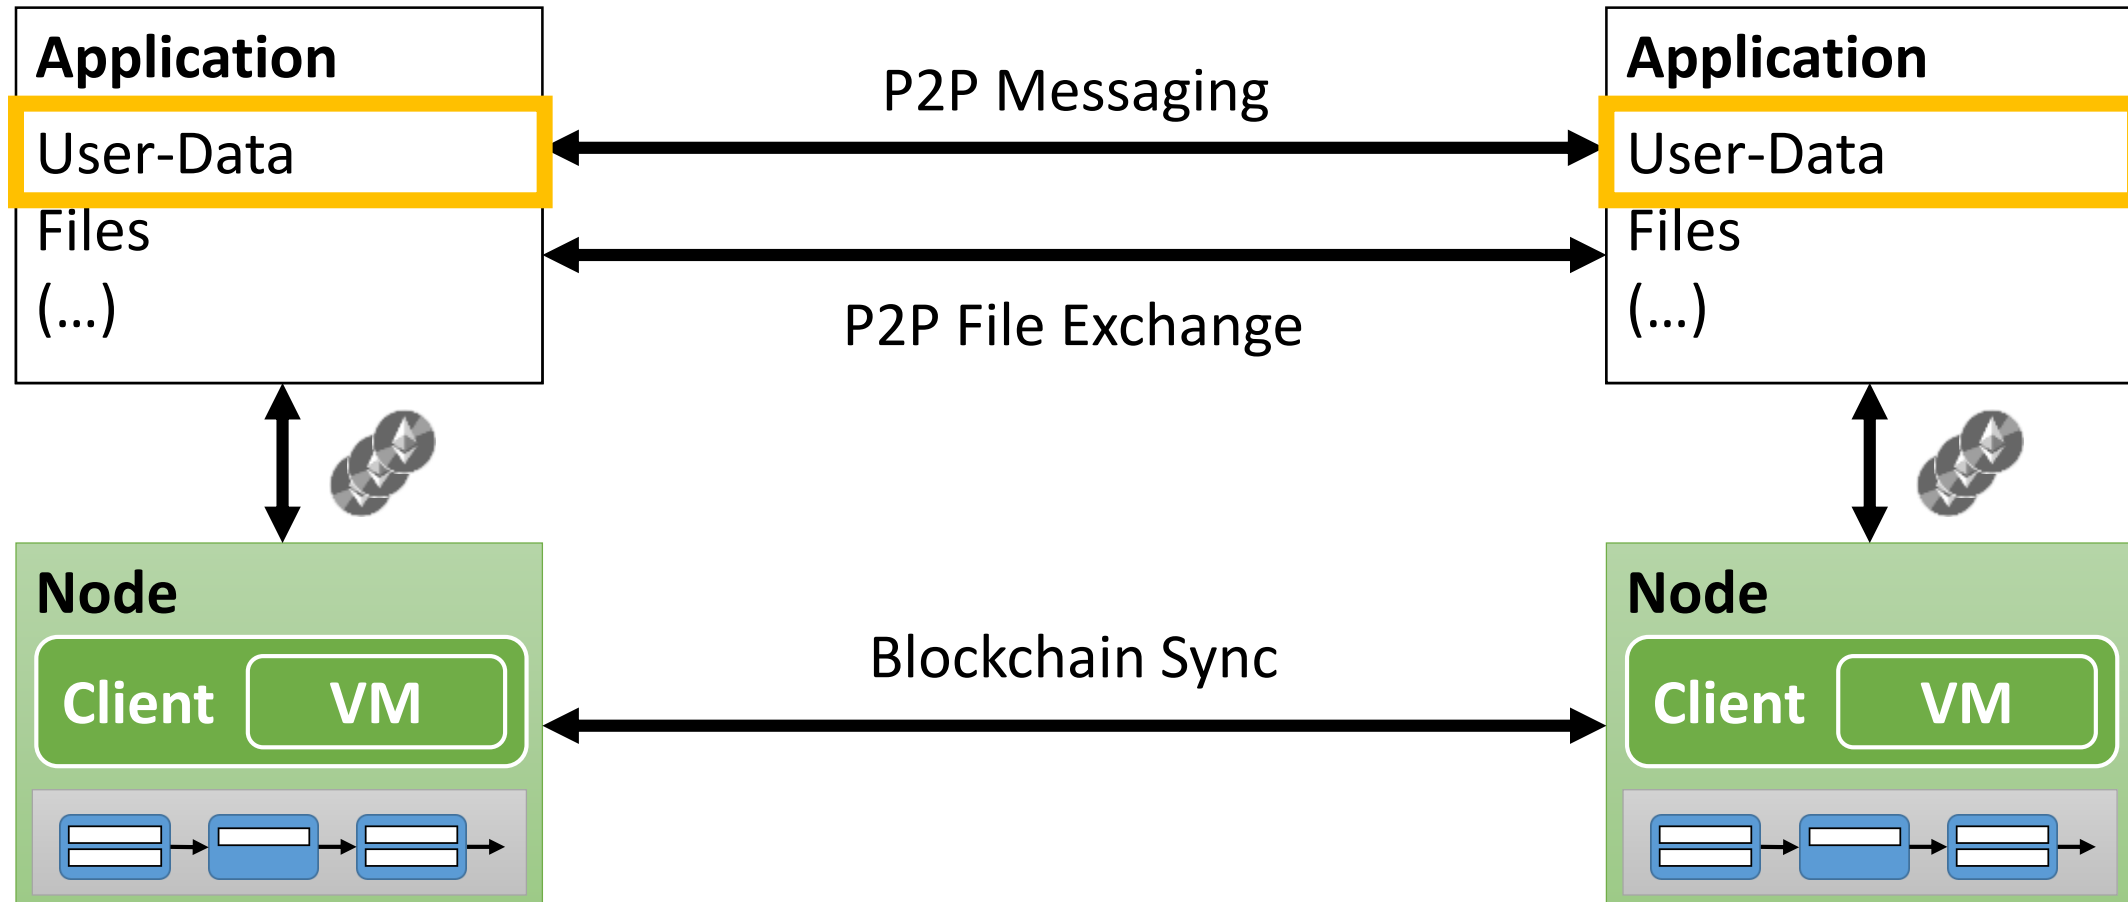 Application
User-Data
Files
(...)
P2P Messaging
P2P File Exchange
Application
User-Data
Files
(...)
Node
Client
VM
Blockchain Sync
Node
Client
VM